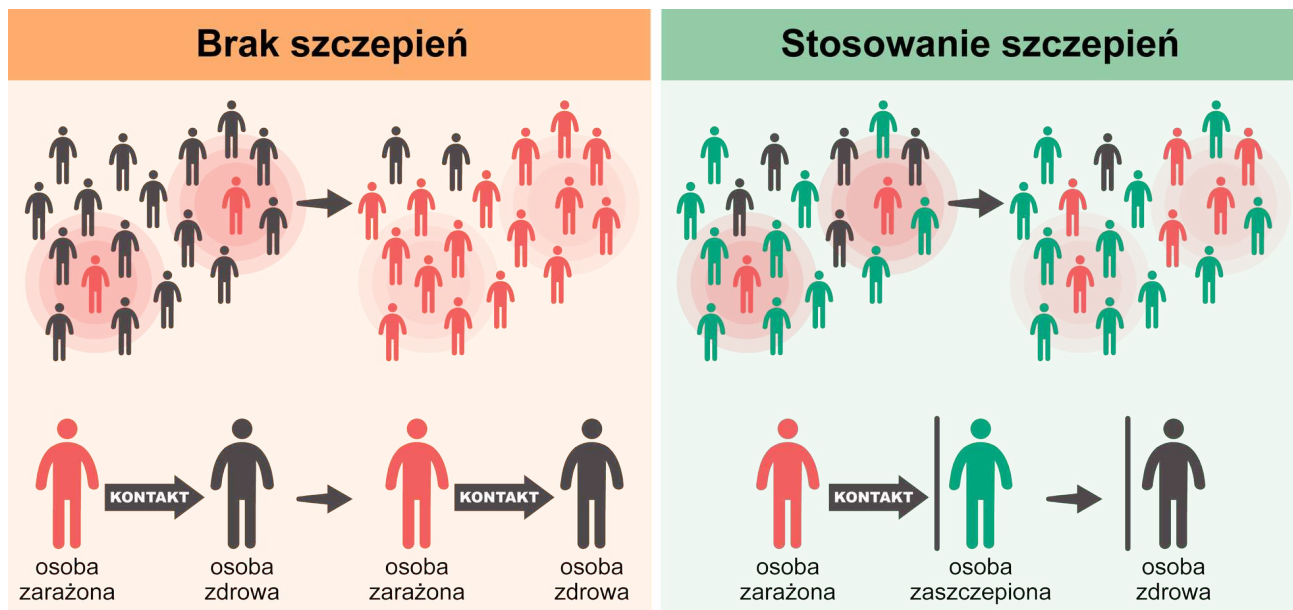 Brak szczepień
Stosowanie szczepień
KONTAKT
KONTAKT
osoba
zarażona
osoba
zdrowa
osoba
zarażona
osoba
zdrowa
KONTAKT
osoba
zarażona
osoba
zaszczepiona
osoba
zdrowa